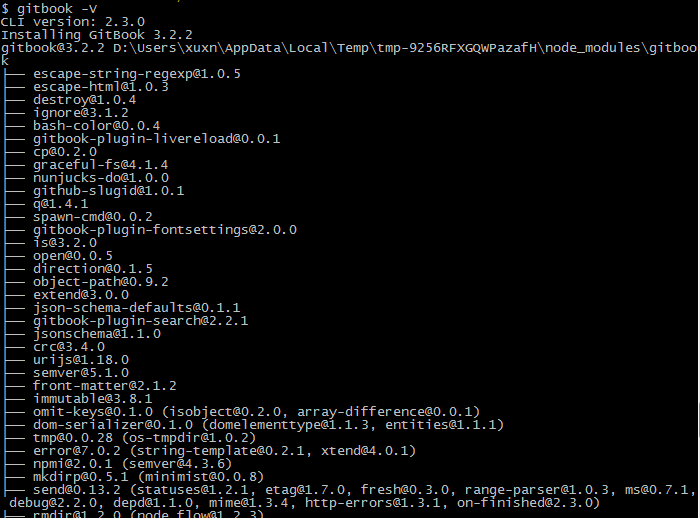 $ gitbook -V
CLI version: 2.3.0
Installing GitBook 3.2.2
gitbook@3.2.2 D:\Users\xuxn\AppData\Local\Temp\tmp-9256RFXGQWPazafH\node_modules\gitboo
k
├── escape-string-regexp@1.0.5
├── escape-html@1.0.3
├── destroy@1.0.4
├── ignore@3.1.2
├── bash-color@0.0.4
├── gitbook-plugin-livereload@0.0.1
├── cp@0.2.0
├── graceful-fs@4.1.4
├── nunjucks-do@1.0.0
├── github-slugid@1.0.1
├── q@1.4.1
├── spawn-cmd@0.0.2
├── gitbook-plugin-fontsettings@2.0.0
├── is@3.2.0
├── open@0.0.5
├── direction@0.1.5
├── object-path@0.9.2
├── extend@3.0.0
├── json-schema-defaults@0.1.1
├── gitbook-plugin-search@2.2.1
├── jsonschema@1.1.0
├── crc@3.4.0
├── urijs@1.18.0
├── semver@5.1.0
├── front-matter@2.1.2
├── immutable@3.8.1
├── omit-keys@0.1.0 (isobject@0.2.0, array-difference@0.0.1)
├── dom-serializer@0.1.0 (domelementtype@1.1.3, entities@1.1.1)
├── tmp@0.0.28 (os-tmpdir@1.0.2)
├── error@7.0.2 (string-template@0.2.1, xtend@4.0.1)
├── npmi@2.0.1 (semver@4.3.6)
├── mkdirp@0.5.1 (minimist@0.0.8)
├── send@0.13.2 (statuses@1.2.1, etag@1.7.0, fresh@0.3.0, range-parser@1.0.3, ms@0.7.1,
debug@2.2.0, depd@1.1.0, mime@1.3.4, http-errors@1.3.1, on-finished@2.3.0)
├── rmdir@1.2.0 (node.flow@1.2.3)